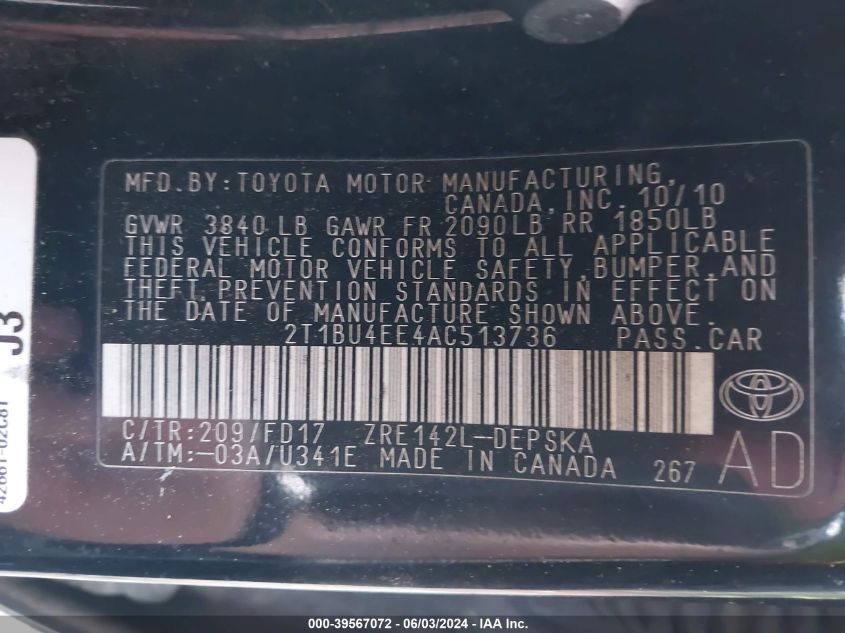 MFD.BY:TOYOTA MOTOR MANUFACTURING,
CANADA, INC. 10/10
GVWR 3840 LB GAWR FR 2090LB RR 1850LB
THIS VEHICLE CONFORMS TO ALL APPLICABLE
FEDERAL MOTOR VEHICLE SAFETY, BUMPER, AND
THEFT PREVENTION STANDARDS IN EFFECT ON
THE DATE OF MANUFACTURE SHOWN ABOVE.
2T1BU4EE4AC513736 PASS.CAR
C/TR:209/FD17 ZRE142L-DEPSKA
A/TM:-03A/U341E MADE IN CANADA 267 AD
J3
42661-02C81
000-39567072 - 06/03/2024 - IAA Inc.